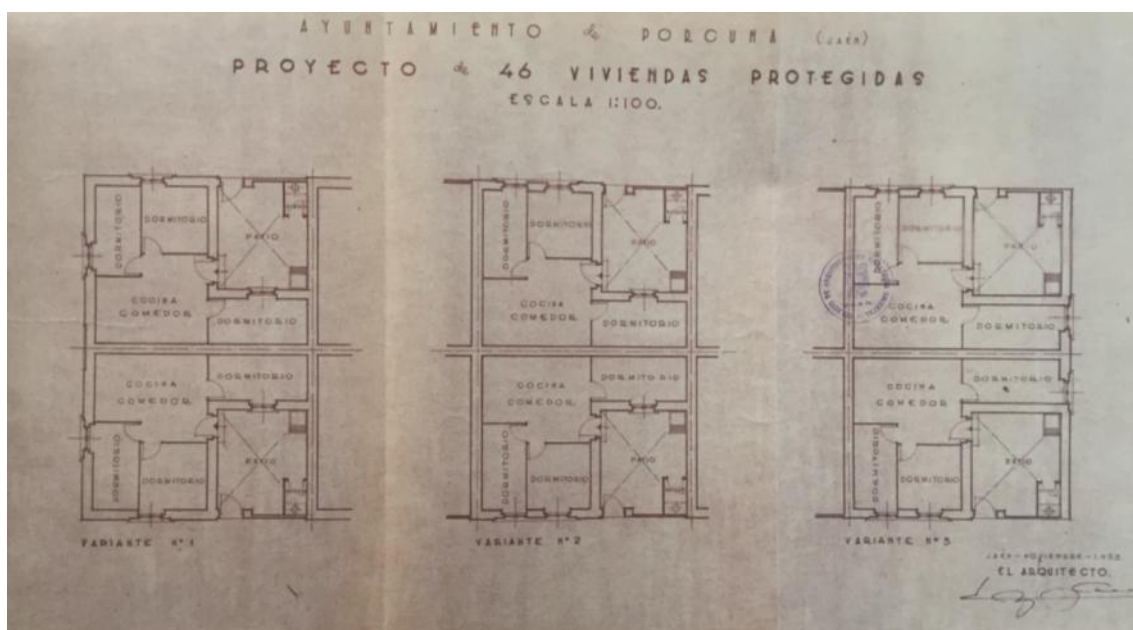 AYUNTAMIENTO de PORCUNA (JAÉN)
PROYECTO de 46 VIVIENDAS PROTEGIDAS
ESCALA 1:100.
DORMITORIO
DORMITORIO
PATIO
COCINA
COMEDOR
DORMITORIO
COCINA
COMEDOR
DORMITORIO
DORMITORIO
DORMITORIO
PATIO
VARIANTE Nº 1
DORMITORIO
DORMITORIO
PATIO
COCINA
COMEDOR
DORMITORIO
COCINA
COMEDOR
DORMITORIO
DORMITORIO
DORMITORIO
PATIO
VARIANTE Nº 2
DORMITORIO
DORMITORIO
PATIO
COCINA
COMEDOR
DORMITORIO
COCINA
COMEDOR
DORMITORIO
DORMITORIO
DORMITORIO
PATIO
VARIANTE Nº 3
JAÉN-NOVIEMBRE-
EL ARQUITECTO.